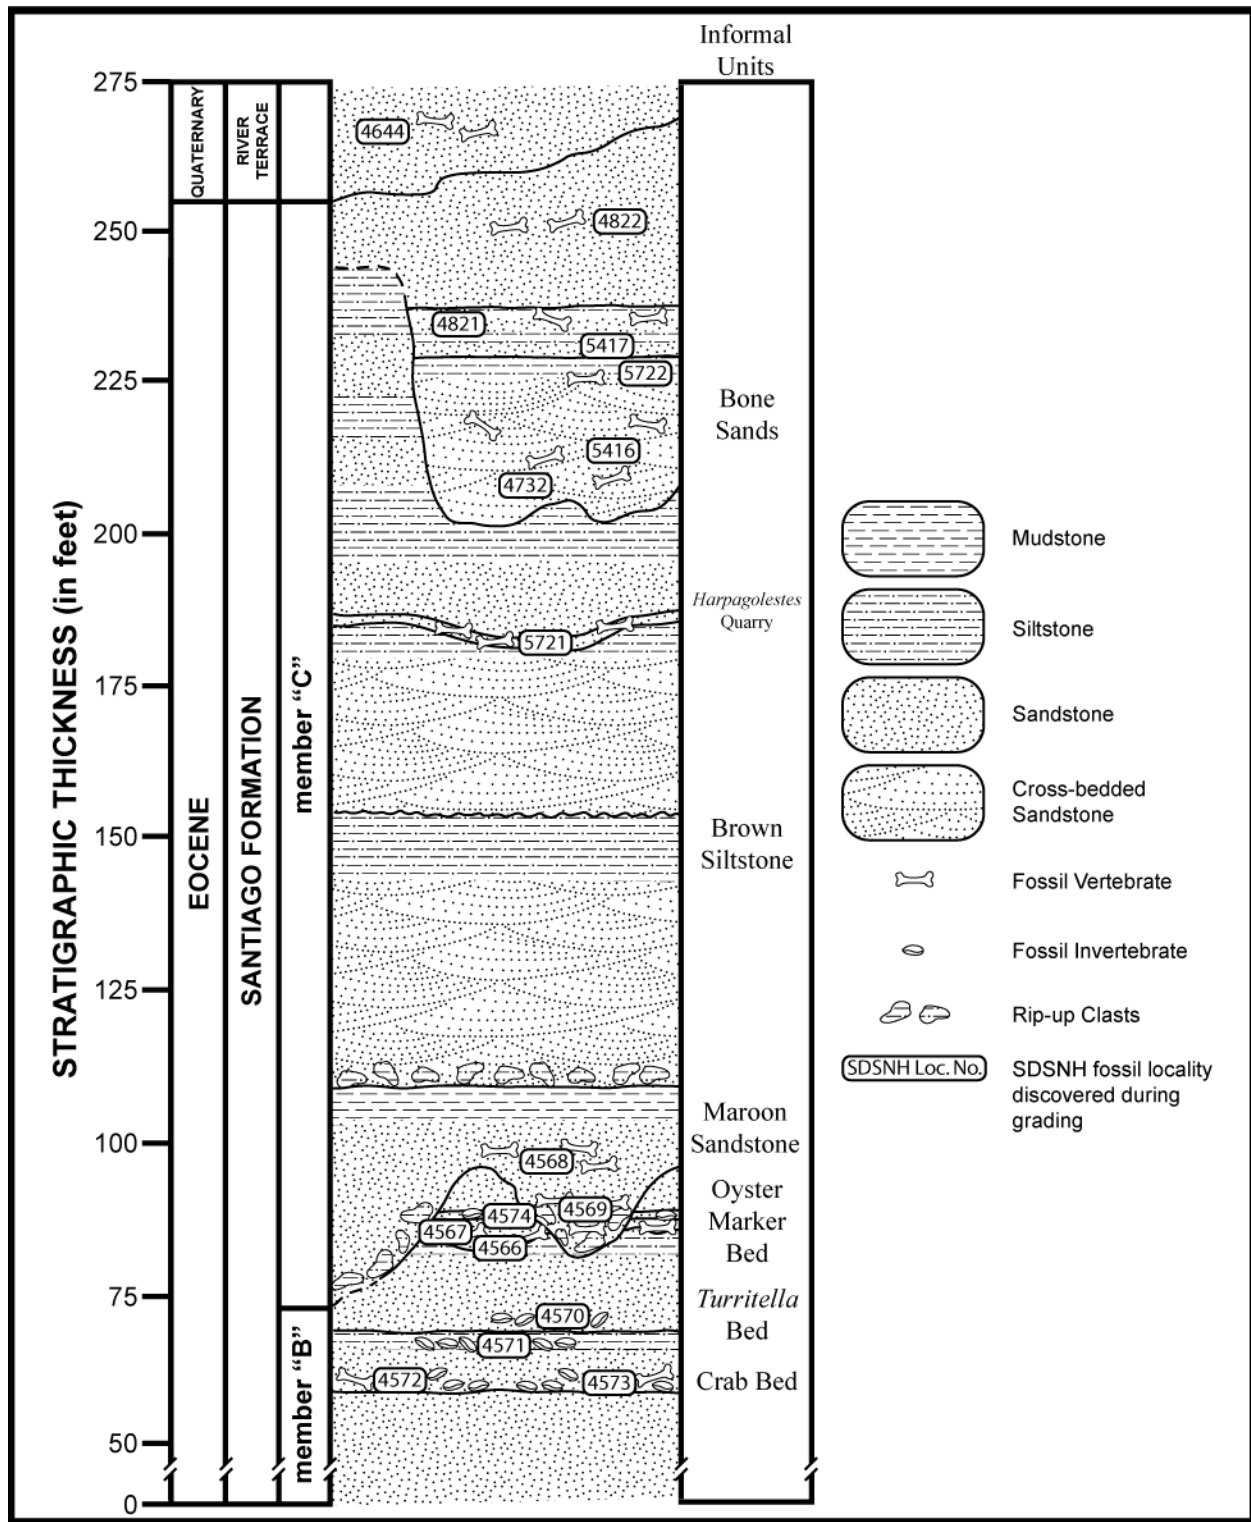 Informal
Units
275
250
225
200
175
150
125
100
75
50
0
STRATIGRAPHIC THICKNESS (in feet)
QUATERNARY
EOCENE
RIVER
TERRACE
SANTIAGO FORMATION
member “C”
member “B”
4644
4822
4821
5417
5722
5416
4732
5721
4568
4569
4574
4567
4566
4570
4571
4572
4573
Bone
Sands
Harpagolestes
Quarry
Brown
Siltstone
Maroon
Sandstone
Oyster
Marker
Bed
Turritella
Bed
Crab Bed
Mudstone
Siltstone
Sandstone
Cross-bedded
Sandstone
Fossil Vertebrate
Fossil Invertebrate
Rip-up Clasts
SDSNH Loc. No.
SDSNH fossil locality
discovered during
grading